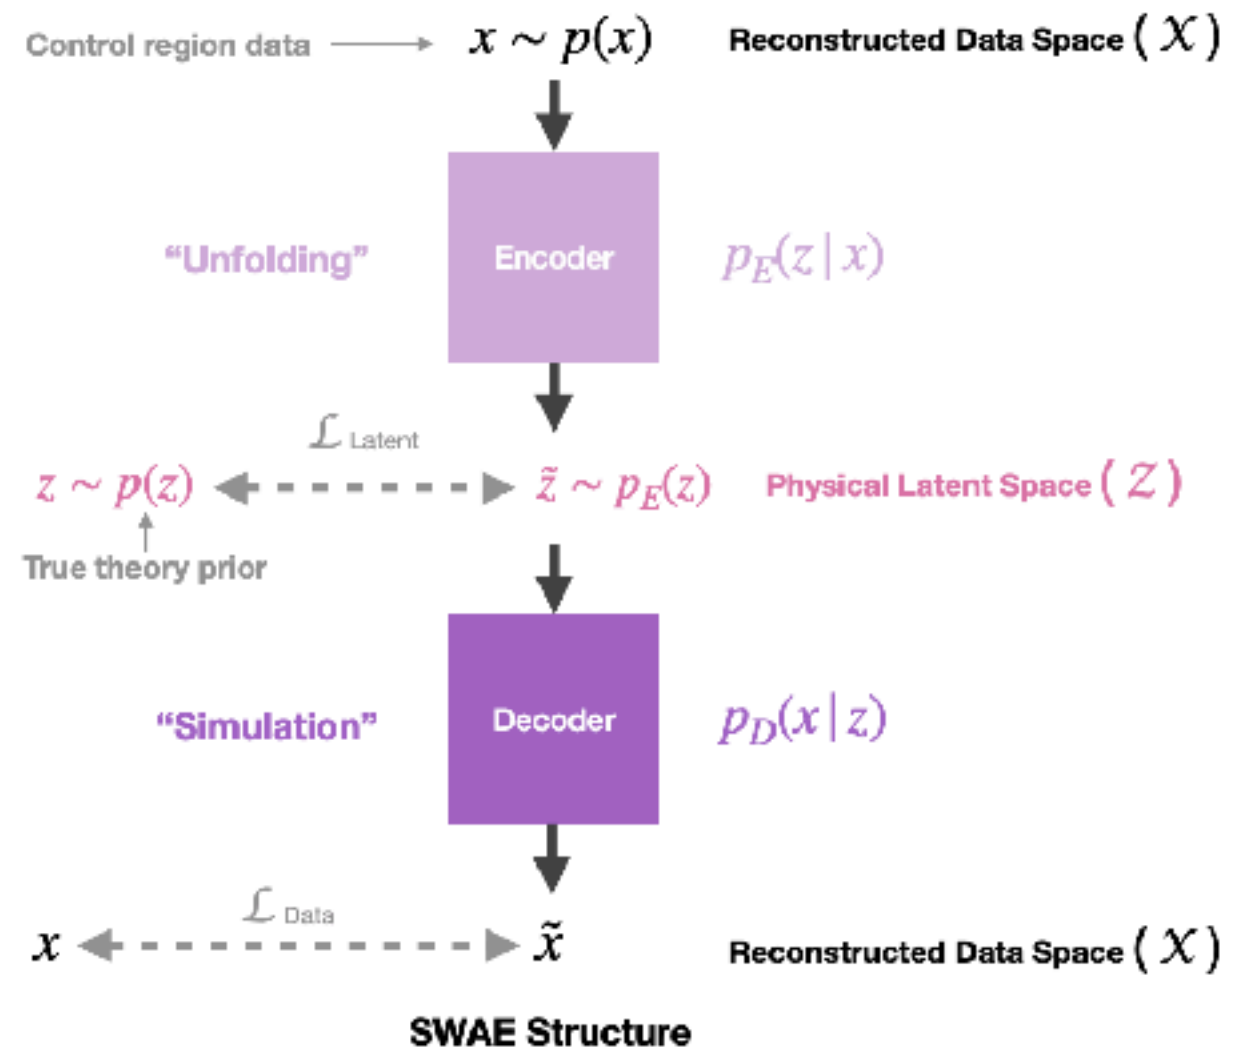 Control region data x ~ p(x) Reconstructed Data Space (𝒳)
“Unfolding” Encoder p_E(z | x)
ℒ Latent
z ~ p(z) z̃ ~ p_E(z) Physical Latent Space (𝒵)
True theory prior
“Simulation” Decoder p_D(x | z)
ℒ Data
x x̃ Reconstructed Data Space (𝒳)
SWAE Structure